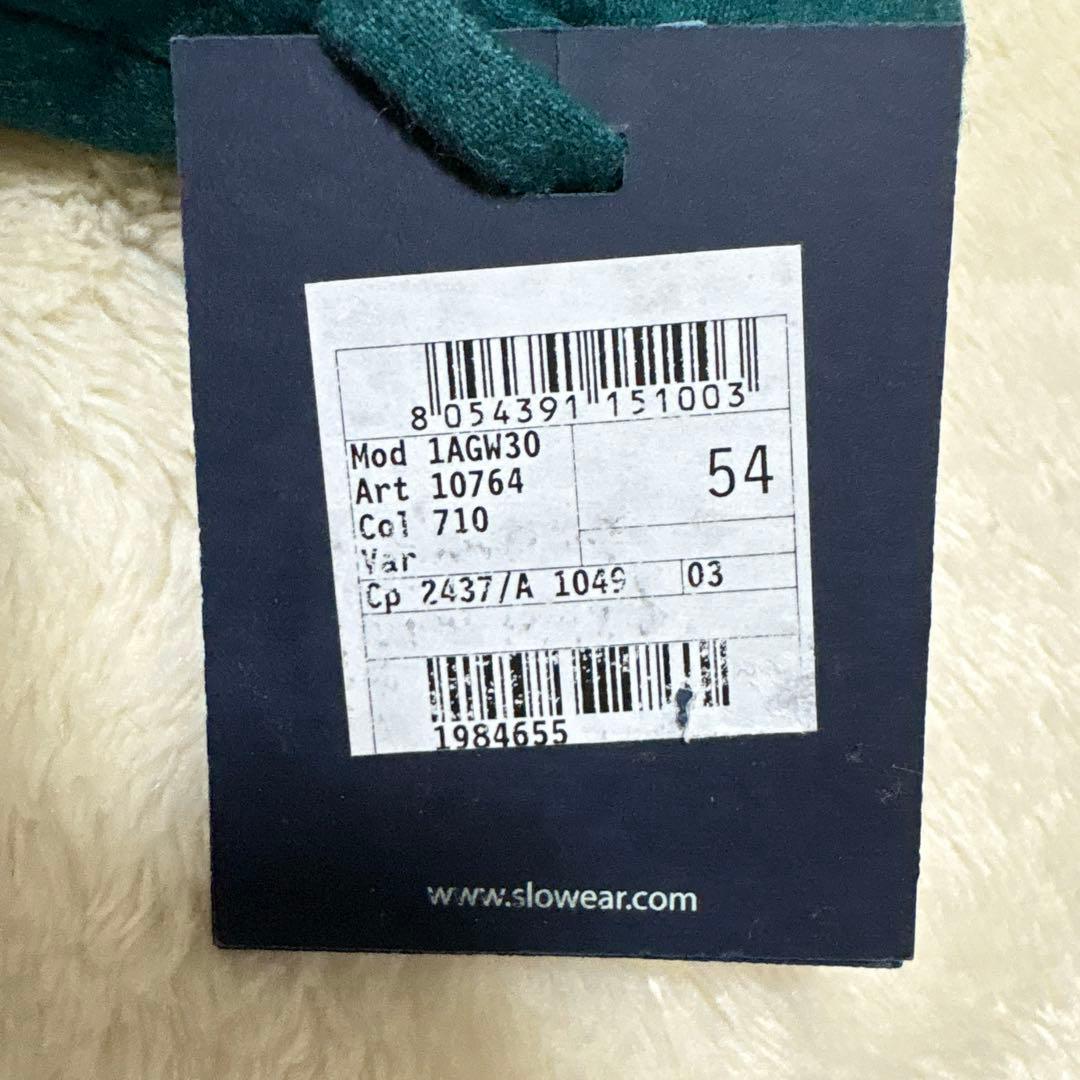 8 054391 151003
Mod 1AGW30
Art 10764
Col 710
54
Var
Cp 2437/A 1049 03
1984655
www.slowear.com